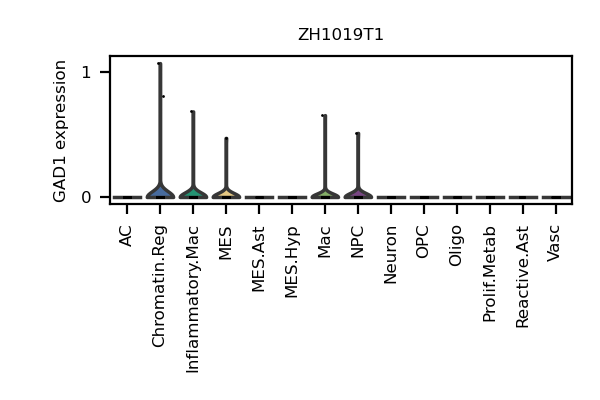 ZH1019T1
GAD1 expression
1
0
AC
Chromatin.Reg
Inflammatory.Mac
MES
MES.Ast
MES.Hyp
Mac
NPC
Neuron
OPC
Oligo
Prolif.Metab
Reactive.Ast
Vasc